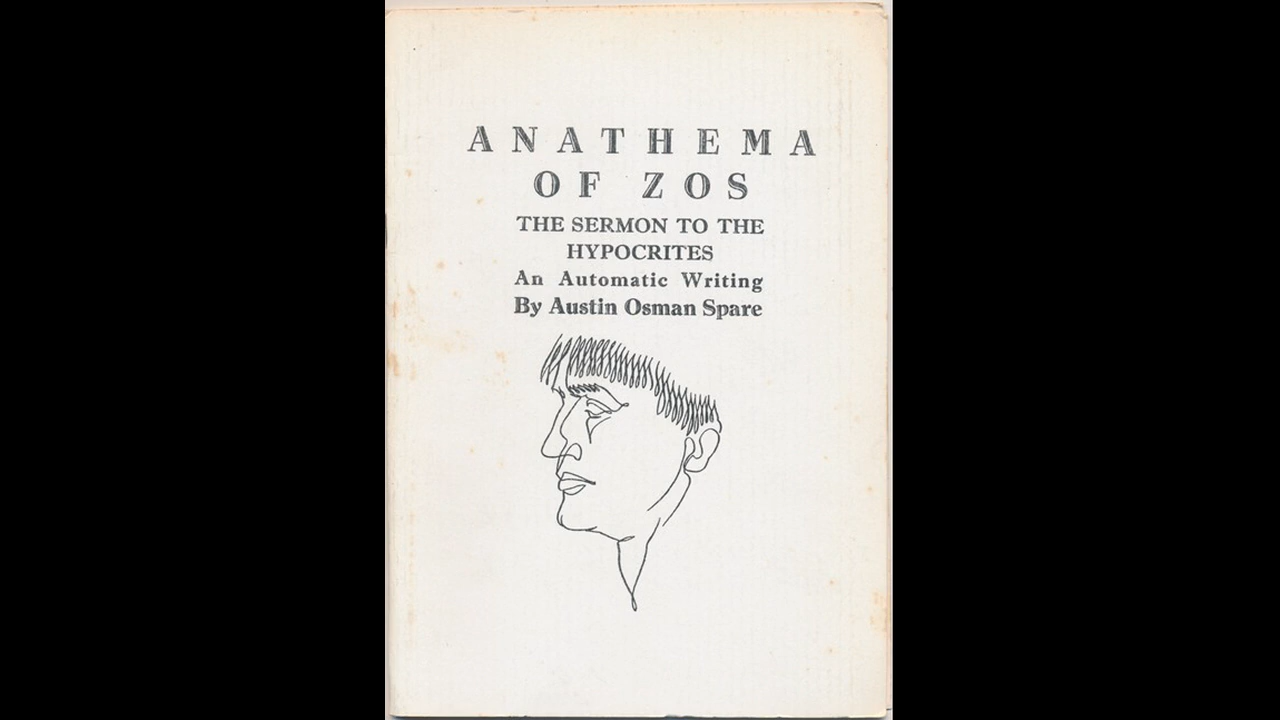 ANATHEMA
OF ZOS
THE SERMON TO THE
HYPOCRITES
An Automatic Writing
By Austin Osman Spare